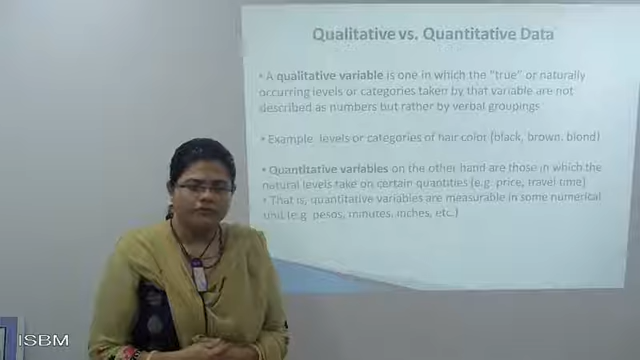 Qualitative vs. Quantitative Data
• A qualitative variable is one in which the "true" or naturally
occurring levels or categories taken by that variable are not
described as numbers but rather by verbal groupings
• Example levels or categories of hair color (black, brown, blond)
• Quantitative variables on the other hand are those in which the
natural levels take on certain quantities (e.g. price, travel time)
• That is, quantitative variables are measurable in some numerical
unit (e.g. pesos, minutes, inches, etc.)
ISBM